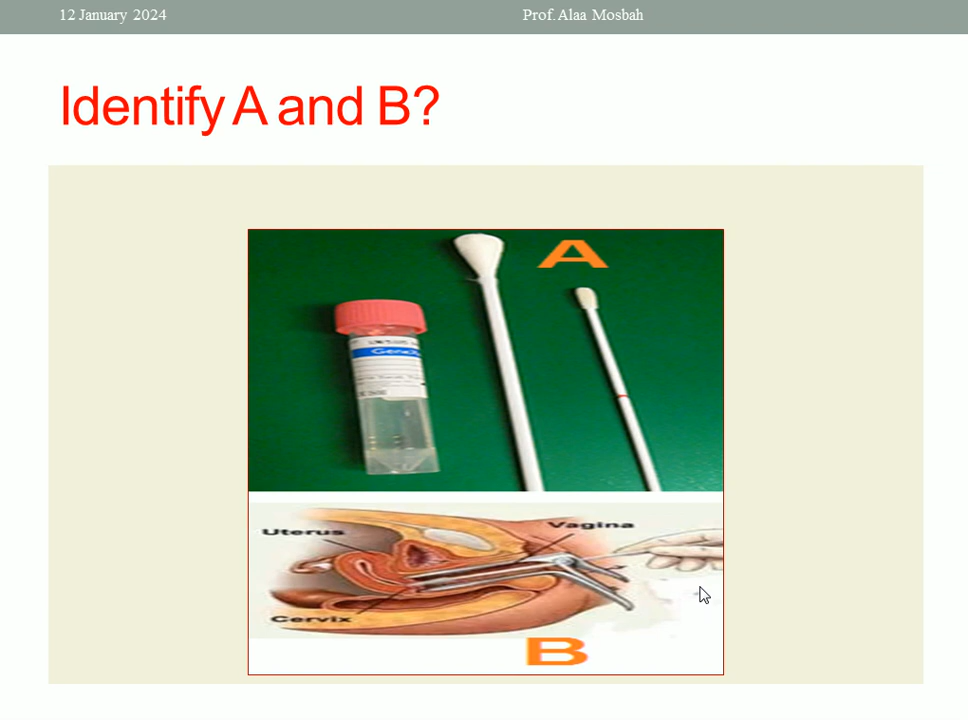 12 January 2024
Prof. Alaa Mosbah
Identify A and B?
A
Uterus
Vagina
Cervix
B